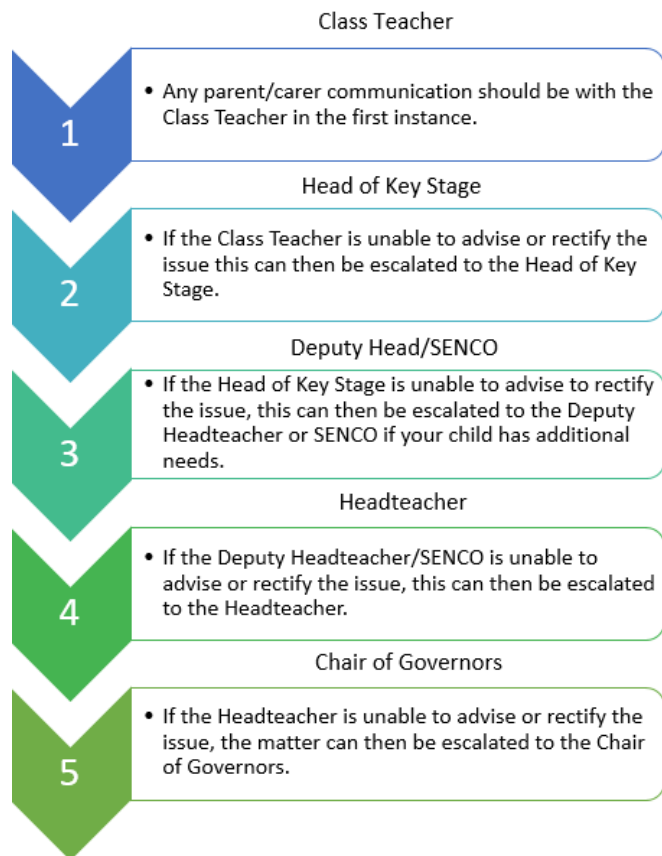 Class Teacher
1
• Any parent/carer communication should be with the
Class Teacher in the first instance.
Head of Key Stage
2
• If the Class Teacher is unable to advise or rectify the
issue this can then be escalated to the Head of Key
Stage.
Deputy Head/SENCO
3
• If the Head of Key Stage is unable to advise to rectify
the issue, this can then be escalated to the Deputy
Headteacher or SENCO if your child has additional
needs.
Headteacher
4
• If the Deputy Headteacher/SENCO is unable to
advise or rectify the issue, this can then be escalated
to the Headteacher.
Chair of Governors
5
• If the Headteacher is unable to advise or rectify the
issue, the matter can then be escalated to the Chair
of Governors.